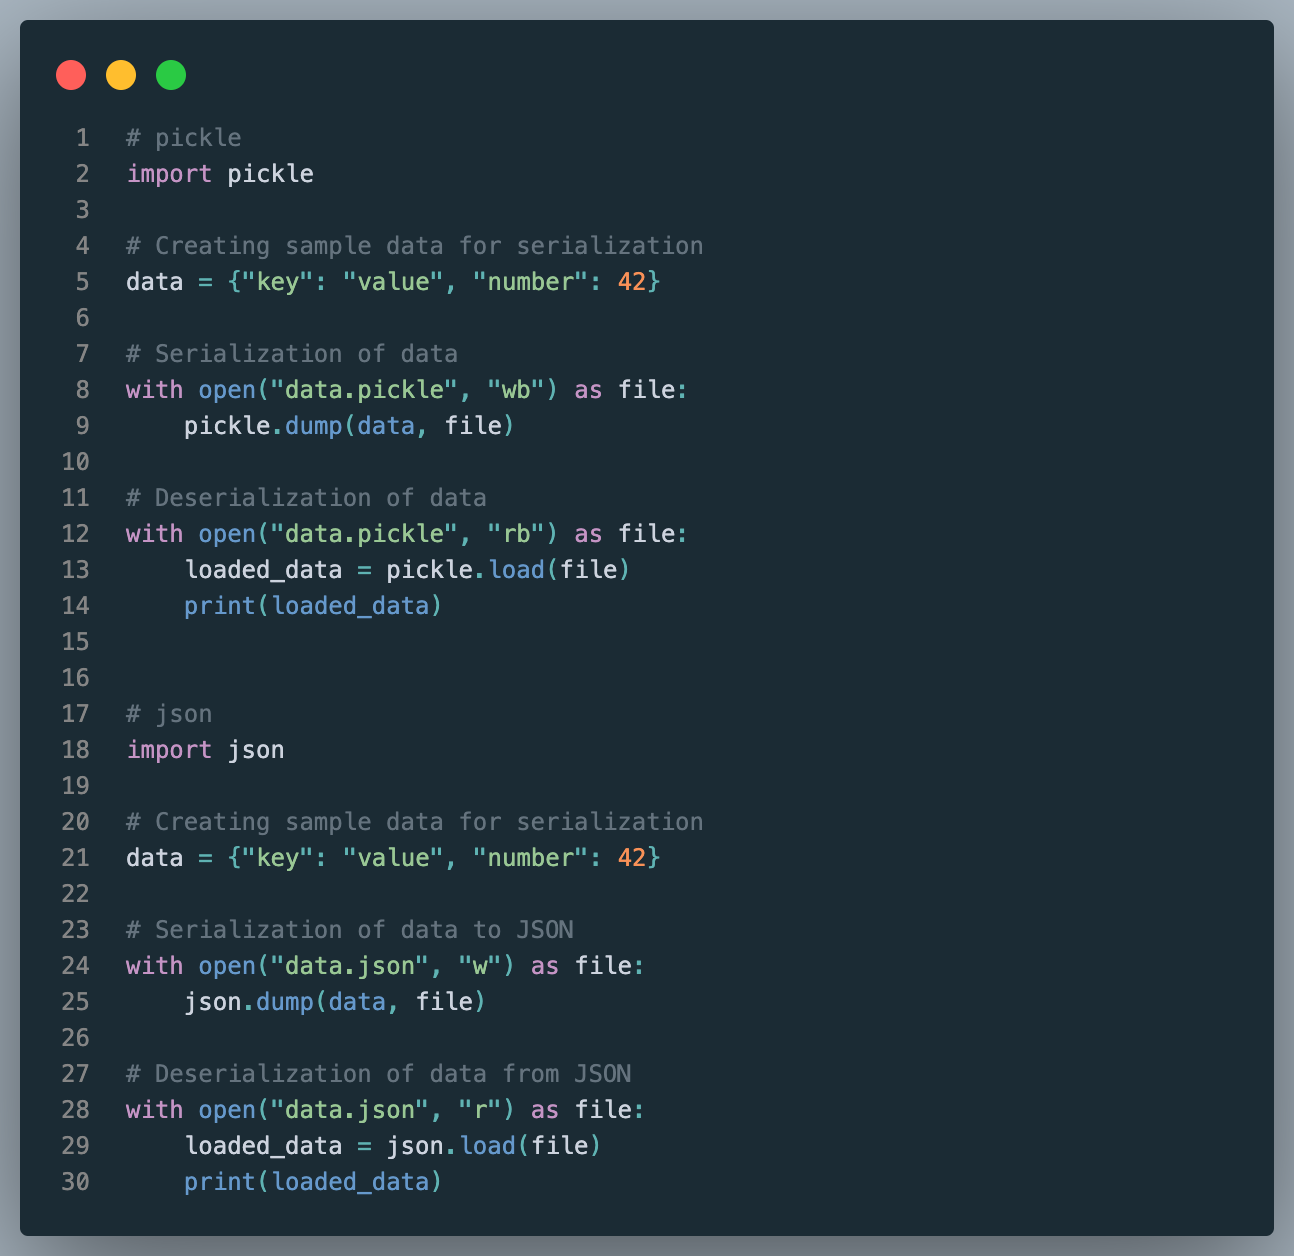 1 # pickle
2 import pickle
3
4 # Creating sample data for serialization
5 data = {"key": "value", "number": 42}
6
7 # Serialization of data
8 with open("data.pickle", "wb") as file:
9     pickle.dump(data, file)
10
11 # Deserialization of data
12 with open("data.pickle", "rb") as file:
13     loaded_data = pickle.load(file)
14     print(loaded_data)
15
16
17 # json
18 import json
19
20 # Creating sample data for serialization
21 data = {"key": "value", "number": 42}
22
23 # Serialization of data to JSON
24 with open("data.json", "w") as file:
25     json.dump(data, file)
26
27 # Deserialization of data from JSON
28 with open("data.json", "r") as file:
29     loaded_data = json.load(file)
30     print(loaded_data)